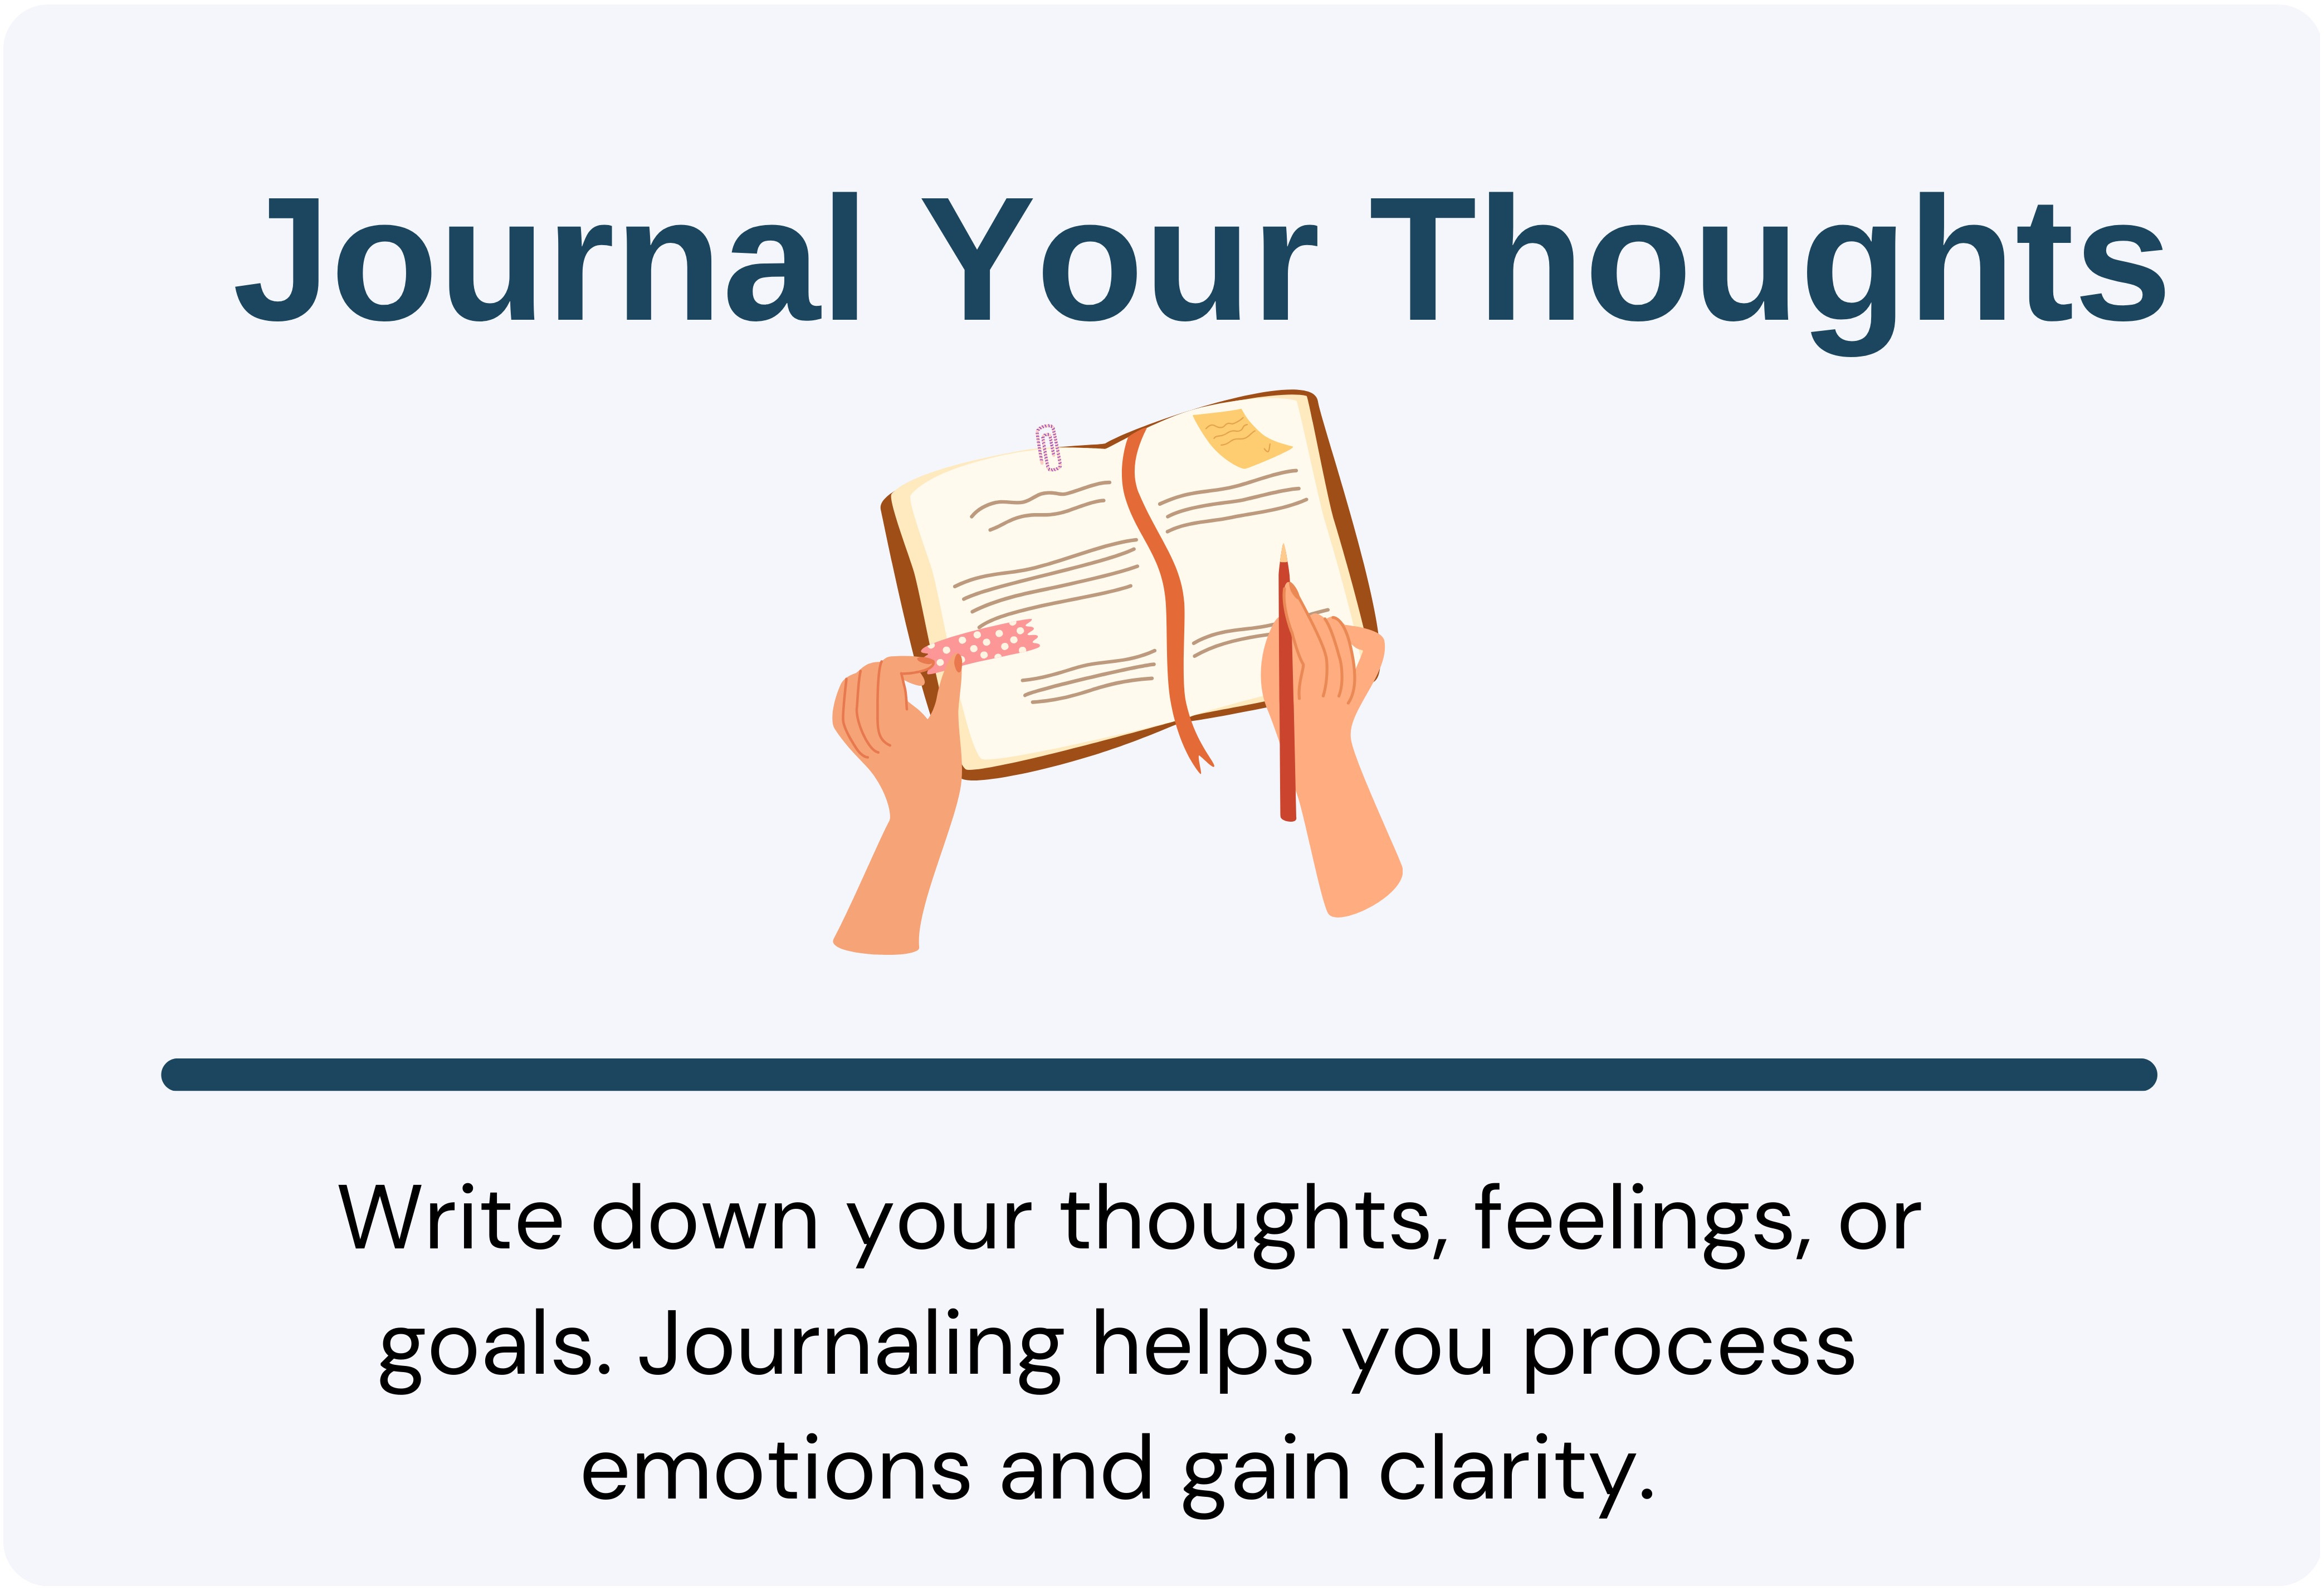 Journal Your Thoughts
Write down your thoughts, feelings, or
goals. Journaling helps you process
emotions and gain clarity.